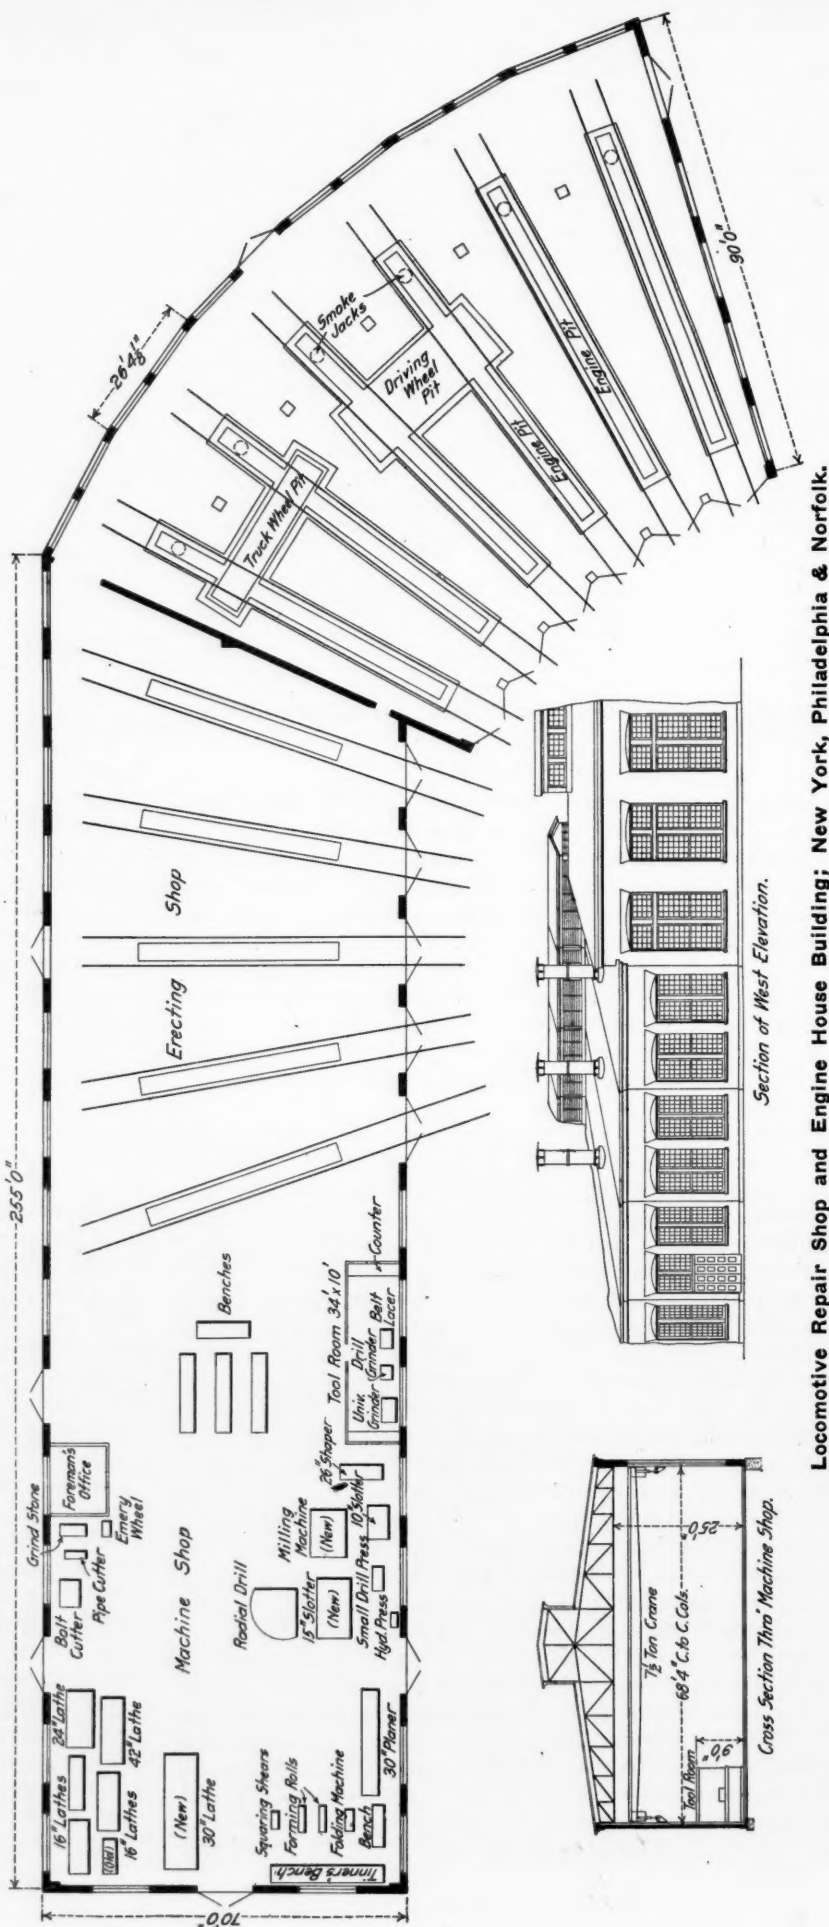 255'0"
70'0"
26'4⅛"
90'0"
Smoke
Jacks
Driving
Wheel
Pit
Truck Wheel Pit
Engine Pit
Engine Pit
Erecting
Shop
Benches
Tool Room 34'x10'
Counter
Univ.
Grinder
Drill
Grinder
Belt
Lacer
Foreman's
Office
Grind Stone
Emery
Wheel
Pipe Cutter
Bolt
Cutter
Machine Shop
Radial Drill
Milling
Machine
(New)
26"Shaper
10"Slotter
15"Slotter
(New)
Small Drill Press
Hyd. Press
24"Lathe
42"Lathe
16"Lathes
16"Lathes
(New)
30"Lathe
Squaring Shears
Forming Rolls
Folding Machine
Bench
30"Planer
Tinners' Bench
Cross Section Thro' Machine Shop.
7½ Ton Crane
68'4"C. to C. Cols.
25'0"
Tool Room
9'0"
Section of West Elevation.
Locomotive Repair Shop and Engine House Building; New York, Philadelphia & Norfolk.